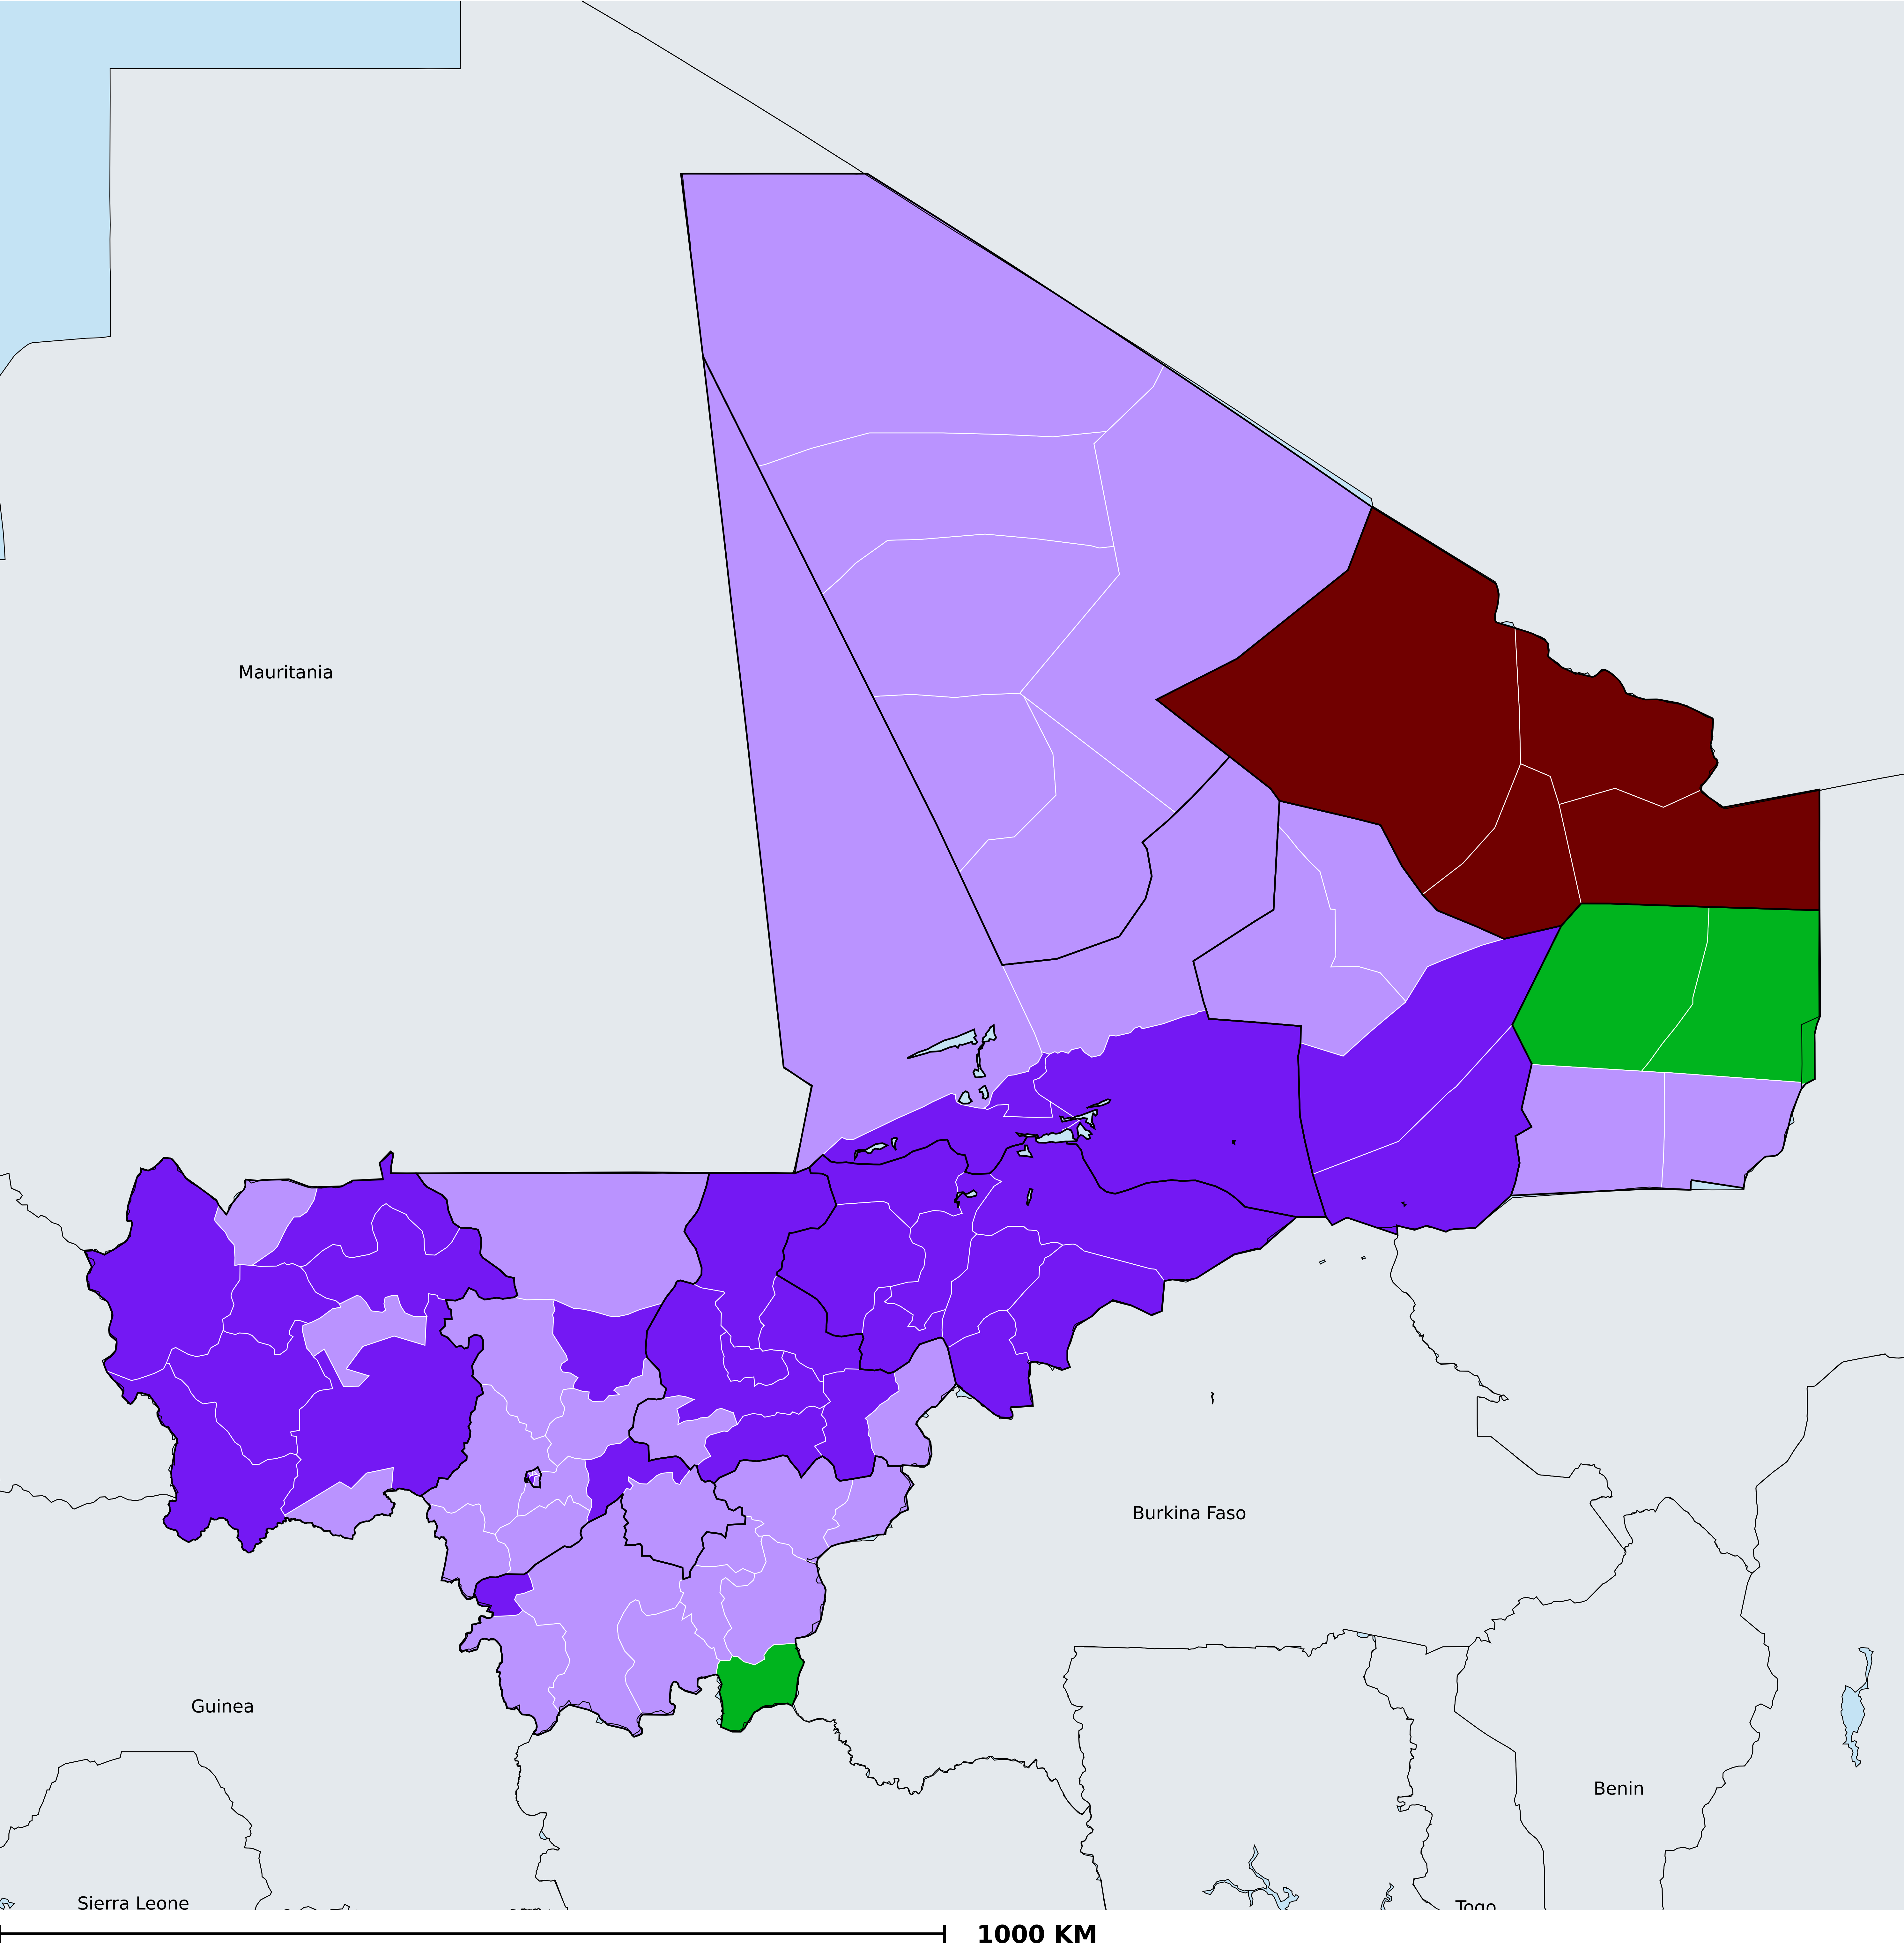 Mauritania
Burkina Faso
Guinea
Benin
Sierra Leone
Togo
1000 KM